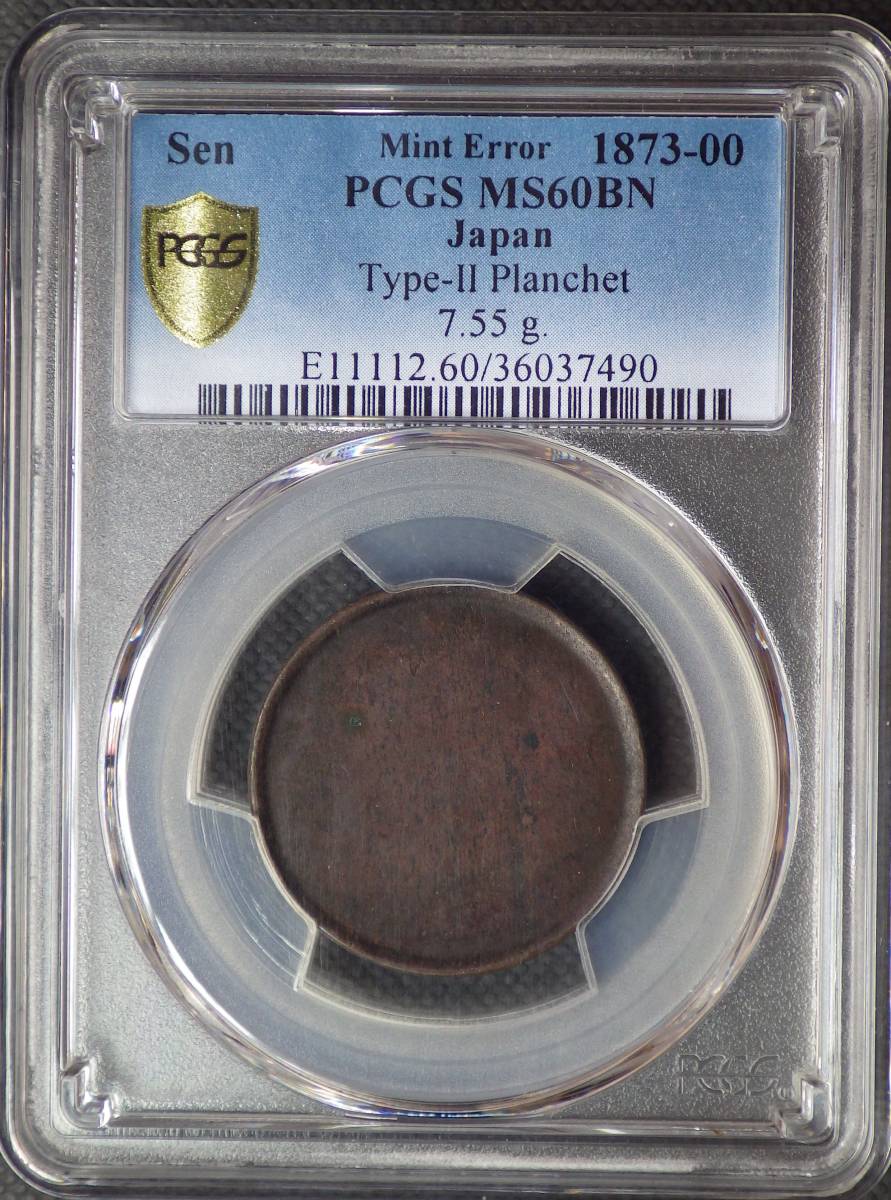 Sen Mint Error 1873-00
PCGS MS60BN
Japan
PCGS
Type-II Planchet
7.55 g.
E11112.60/36037490
PCGS